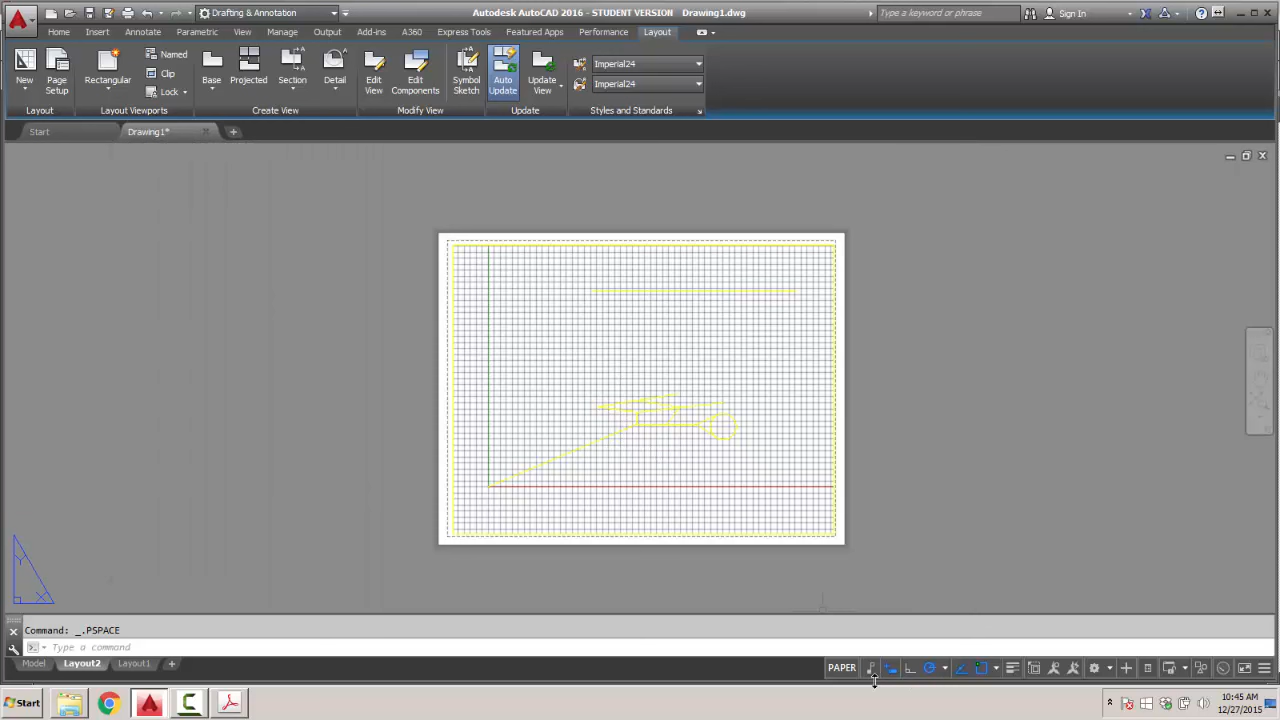 Drafting & Annotation
Autodesk AutoCAD 2016 - STUDENT VERSION Drawing1.dwg
Type a keyword or phrase
Sign In
Home Insert Annotate Parametric View Manage Output Add-ins A360 Express Tools Featured Apps Performance Layout
New
Page Setup
Rectangular
Named
Clip
Lock
Base
Projected
Section
Detail
Edit View
Edit Components
Symbol Sketch
Auto Update
Update View
Imperial24
Imperial24
Layout Layout Viewports Create View Modify View Update Styles and Standards
Start Drawing1*
Y
X
Command: _.PSPACE
Type a command
Model Layout2 Layout1
PAPER
Start
10:45 AM
12/27/2015